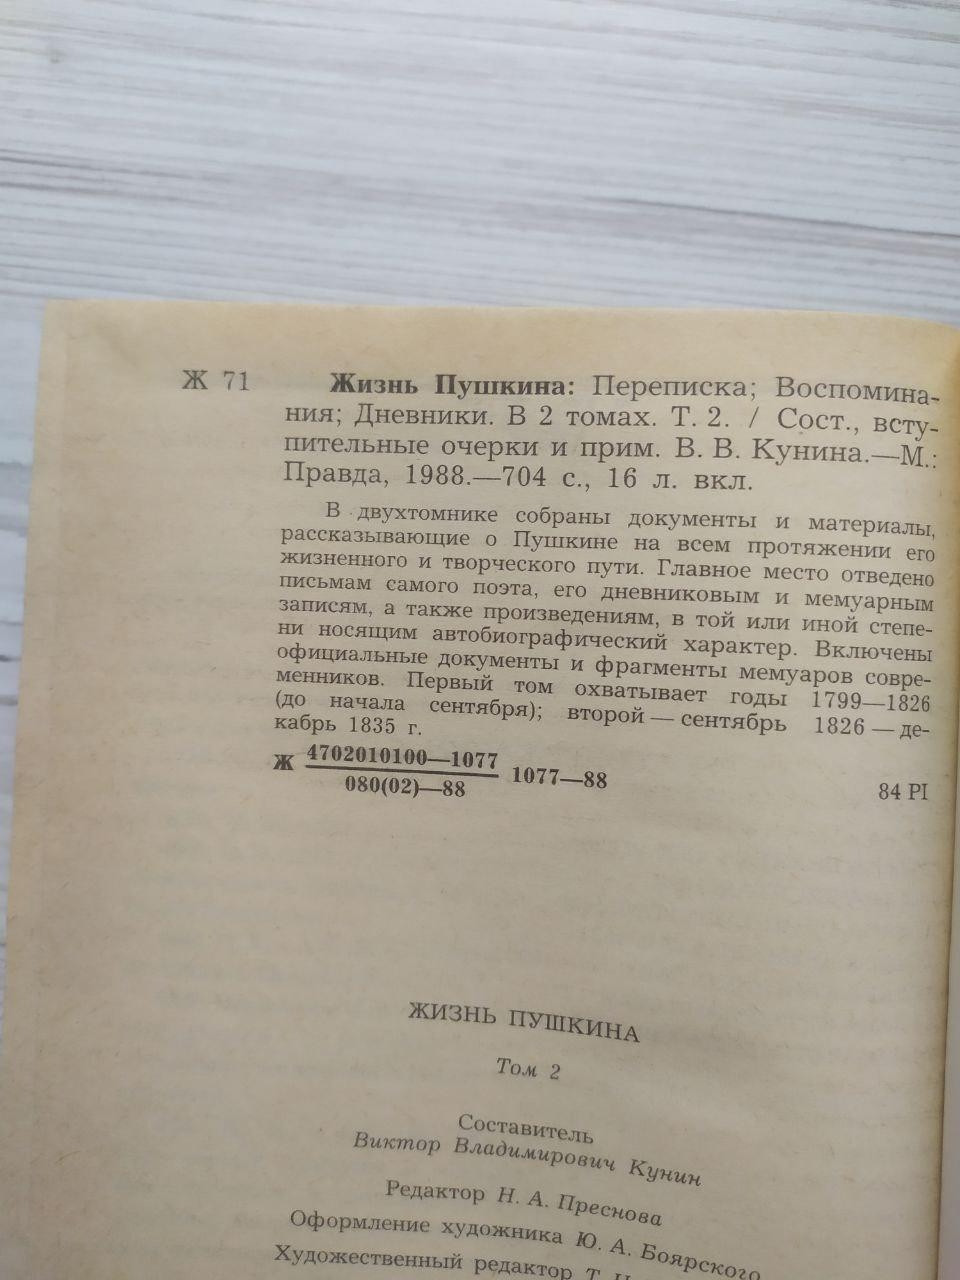 Ж 71 Жизнь Пушкина: Переписка; Воспомина-
ния; Дневники. В 2 томах. Т. 2. / Сост., всту-
пительные очерки и прим. В. В. Кунина.—М.:
Правда, 1988.—704 с., 16 л. вкл.
В двухтомнике собраны документы и материалы,
рассказывающие о Пушкине на всем протяжении его
жизненного и творческого пути. Главное место отведено
письмам самого поэта, его дневниковым и мемуарным
записям, а также произведениям, в той или иной степе-
ни носящим автобиографический характер. Включены
официальные документы и фрагменты мемуаров совре-
менников. Первый том охватывает годы 1799—1826
(до начала сентября); второй — сентябрь 1826 — де-
кабрь 1835 г.
Ж 4702010100—1077
080(02)—88 1077—88
84 РI
ЖИЗНЬ ПУШКИНА
Том 2
Составитель
Виктор Владимирович Кунин
Редактор Н. А. Преснова
Оформление художника Ю. А. Боярского
Художественный редактор Т.